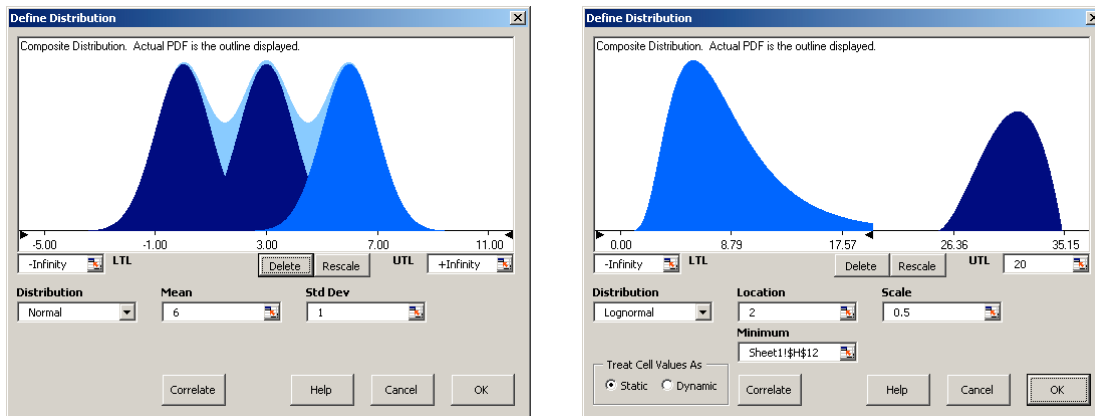 Define Distribution
Composite Distribution. Actual PDF is the outline displayed.
-5.00 -1.00 3.00 7.00 11.00
-Infinity LTL Delete Rescale UTL +Infinity
Distribution Mean Std Dev
Normal 6 1
Correlate Help Cancel OK
Define Distribution
Composite Distribution. Actual PDF is the outline displayed.
0.00 8.79 17.57 26.36 35.15
-Infinity LTL Delete Rescale UTL 20
Distribution Location Scale
Lognormal 2 0.5
Minimum
Sheet1!$H$12
Treat Cell Values As
Static Dynamic Correlate Help Cancel OK